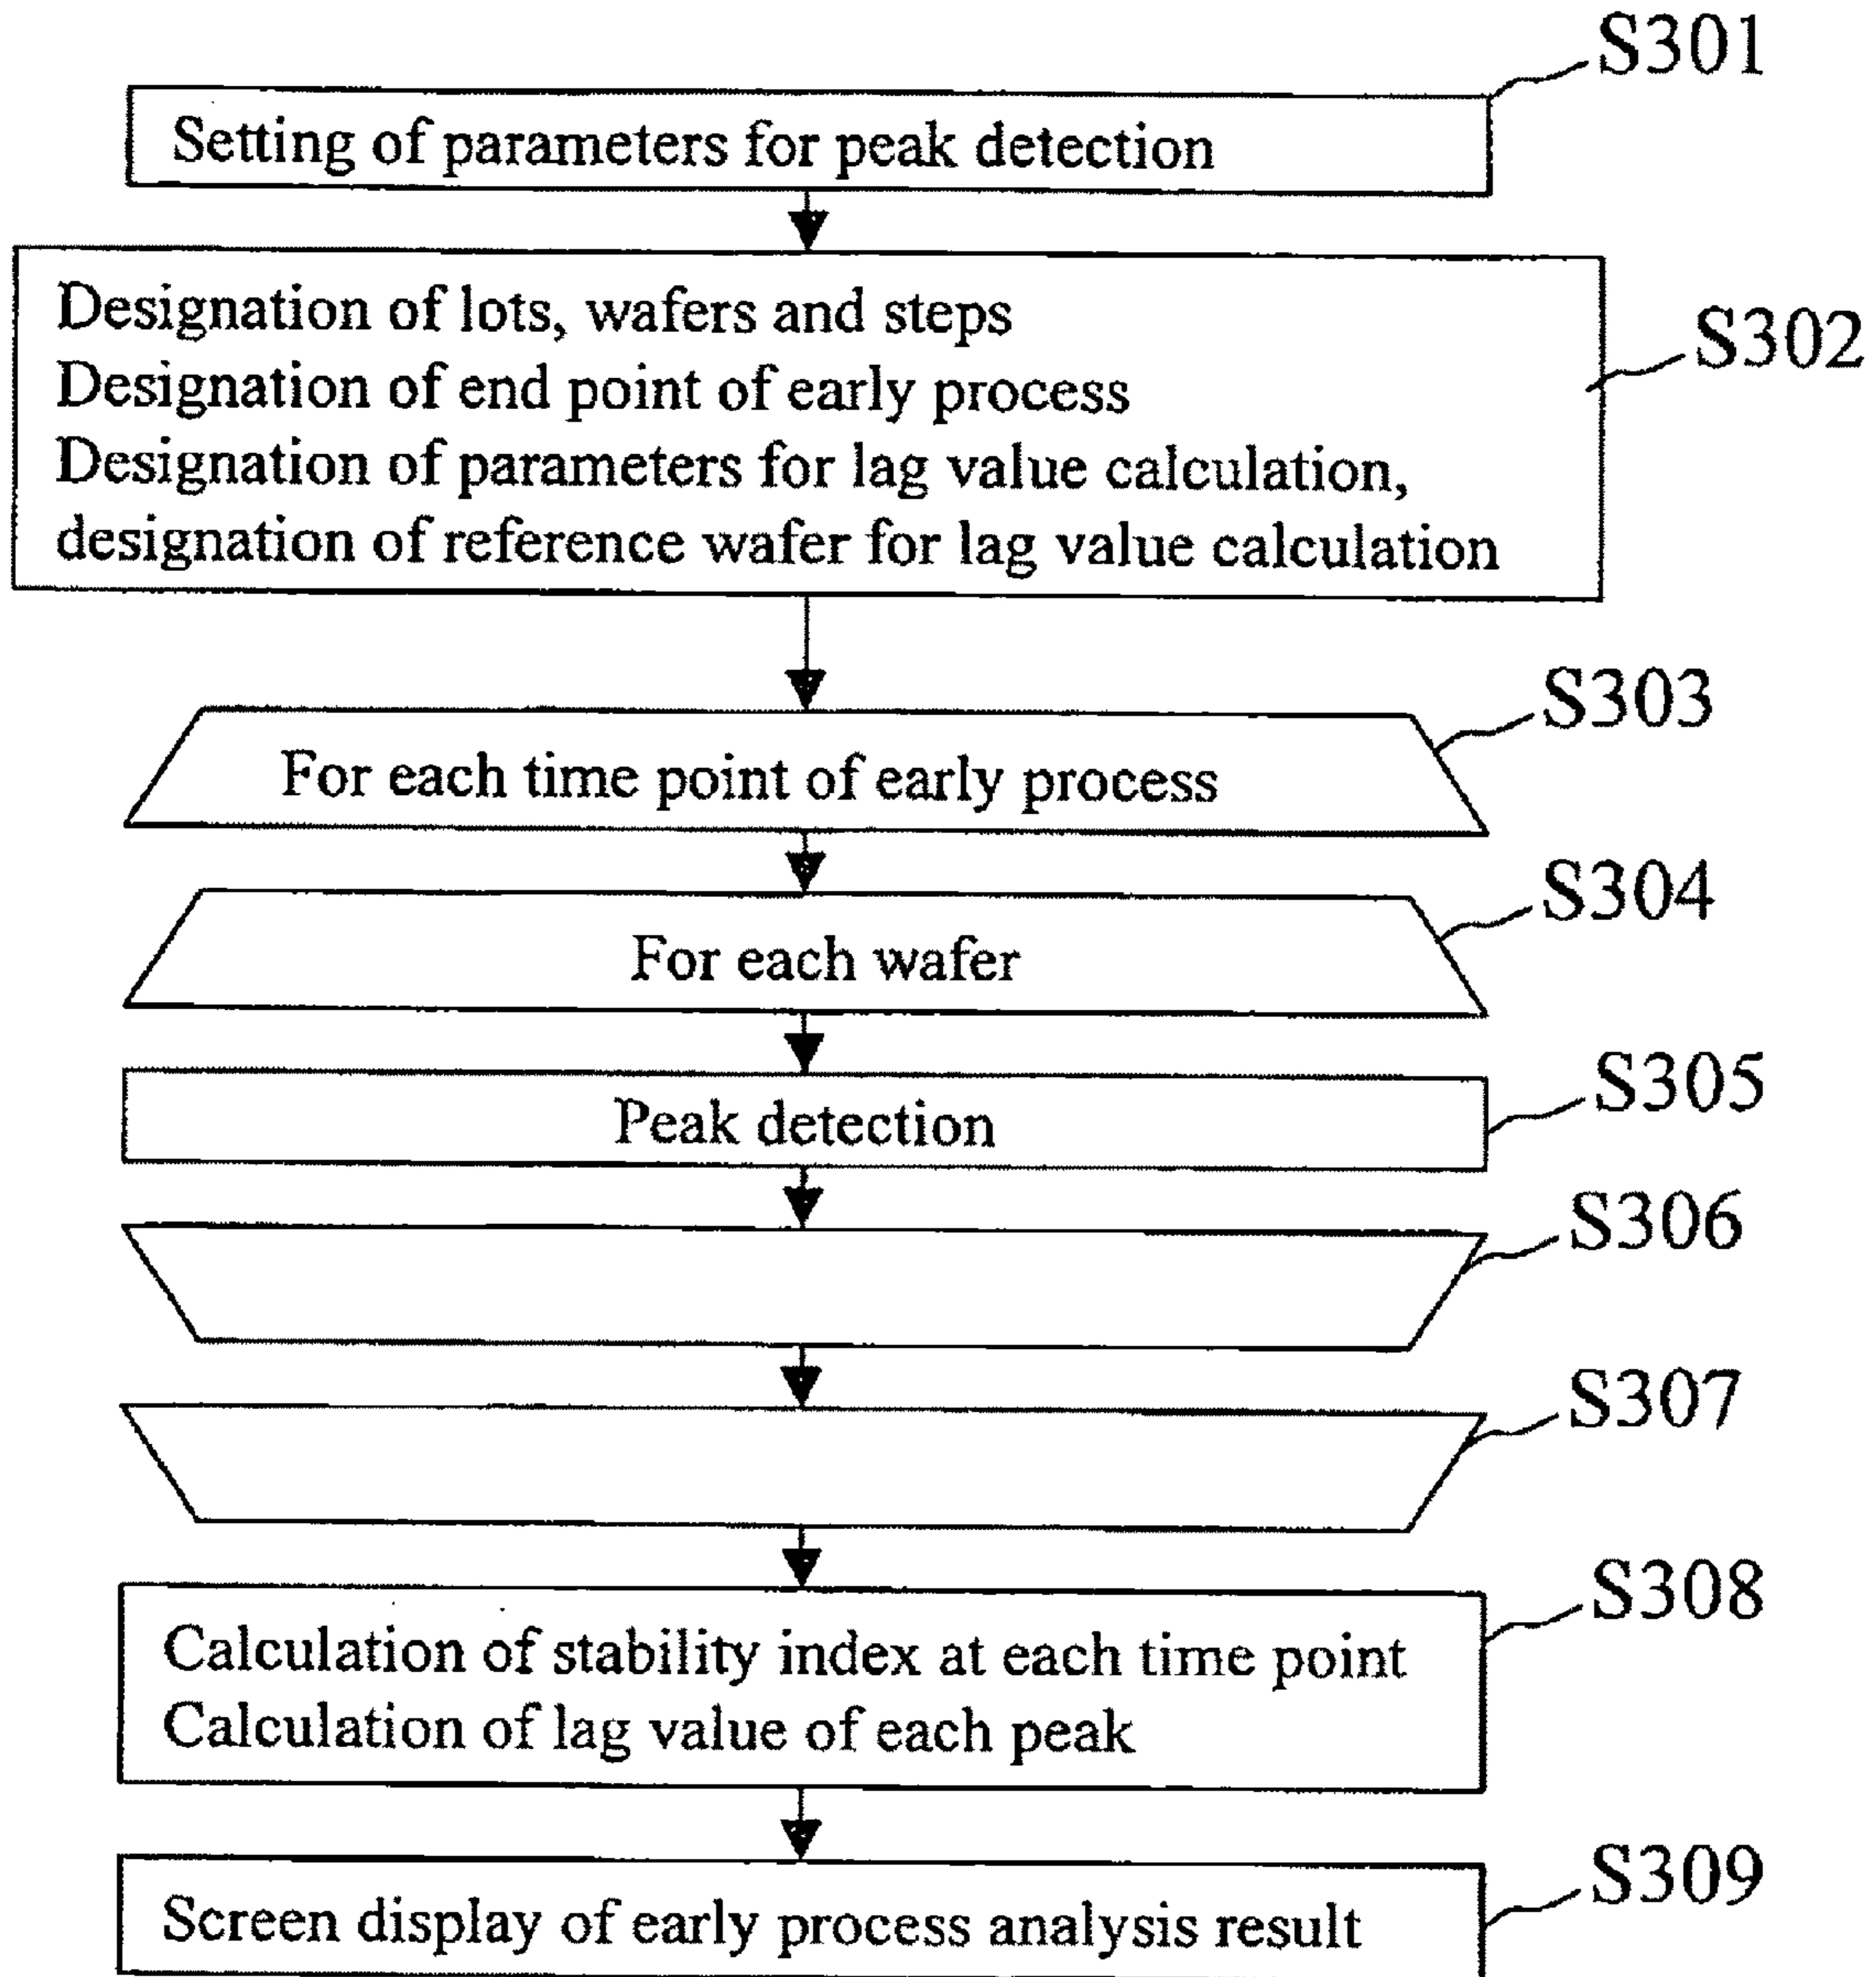 S301
Setting of parameters for peak detection
Designation of lots, wafers and steps
S302
Designation of end point of early process
Designation of parameters for lag value calculation,
designation of reference wafer for lag value calculation
S303
For each time point of early process
S304
For each wafer
S305
Peak detection
S306
S307
S308
Calculation of stability index at each time point
Calculation of lag value of each peak
S309
Screen display of early process analysis result